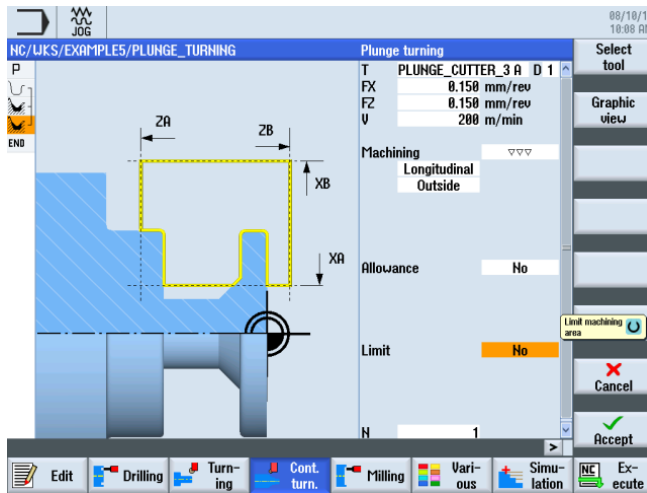 JOG
08/10/1
10:08 A
NC/WKS/EXAMPLE5/PLUNGE_TURNING
Plunge turning
Select
tool
P
T PLUNGE_CUTTER_3 A D 1
FX 0.150 mm/rev
FZ 0.150 mm/rev
V 200 m/min
Graphic
view
END
ZA
ZB
Machining ▽▽▽
Longitudinal
Outside
XB
XA
Allowance No
Limit machining
area
Limit No
Cancel
N 1
Accept
>
Edit
Drilling
Turn-
ing
Cont.
turn.
Milling
Vari-
ous
Simu-
lation
NC
Ex-
ecute